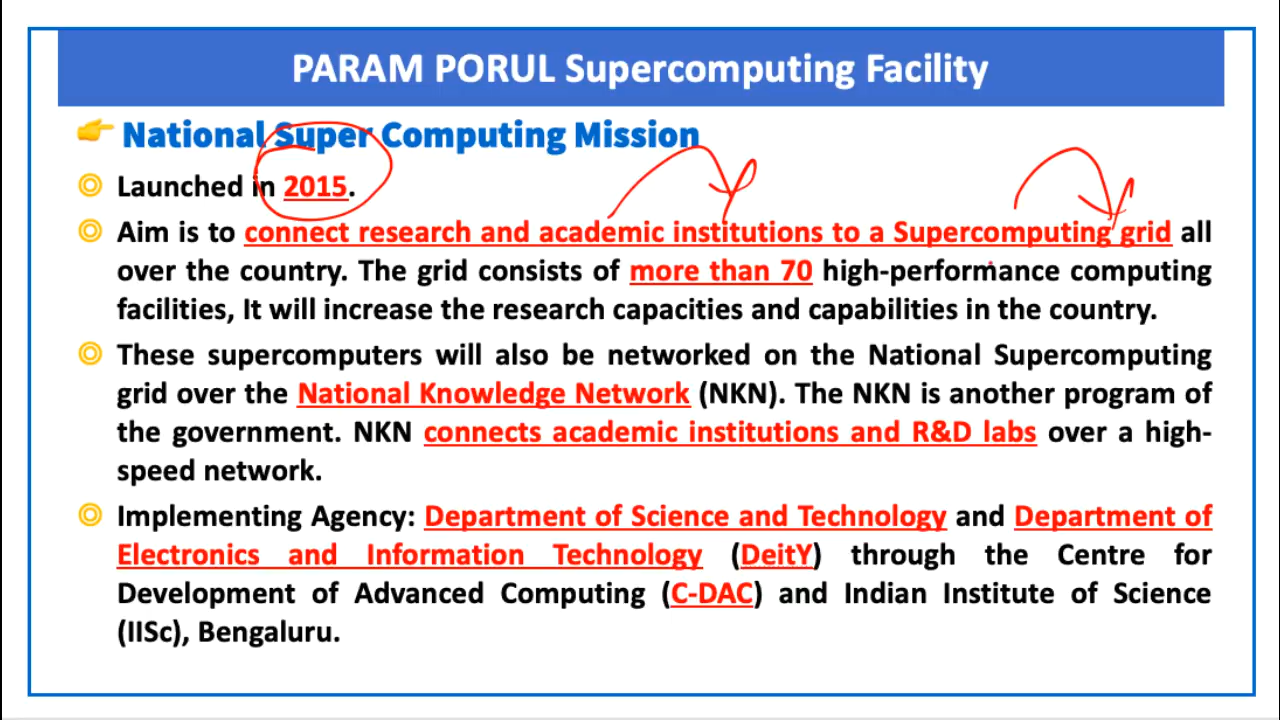 PARAM PORUL Supercomputing Facility
National Super Computing Mission
Launched in 2015.
Aim is to connect research and academic institutions to a Supercomputing grid all
over the country. The grid consists of more than 70 high-performance computing
facilities, It will increase the research capacities and capabilities in the country.
These supercomputers will also be networked on the National Supercomputing
grid over the National Knowledge Network (NKN). The NKN is another program of
the government. NKN connects academic institutions and R&D labs over a high-
speed network.
Implementing Agency: Department of Science and Technology and Department of
Electronics and Information Technology (DeitY) through the Centre for
Development of Advanced Computing (C-DAC) and Indian Institute of Science
(IISc), Bengaluru.